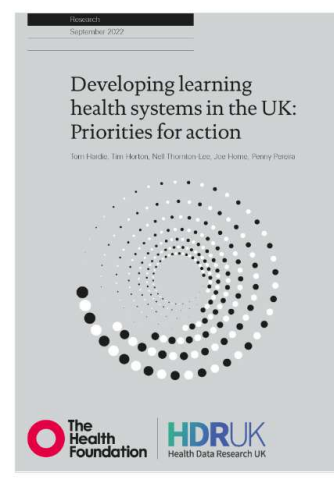 Research
September 2022
Developing learning
health systems in the UK:
Priorities for action
Tom Hardie, Tim Horton, Nell Thornton-Lee, Joe Home, Penny Pereira
The
Health
Foundation
HDRUK
Health Data Research UK